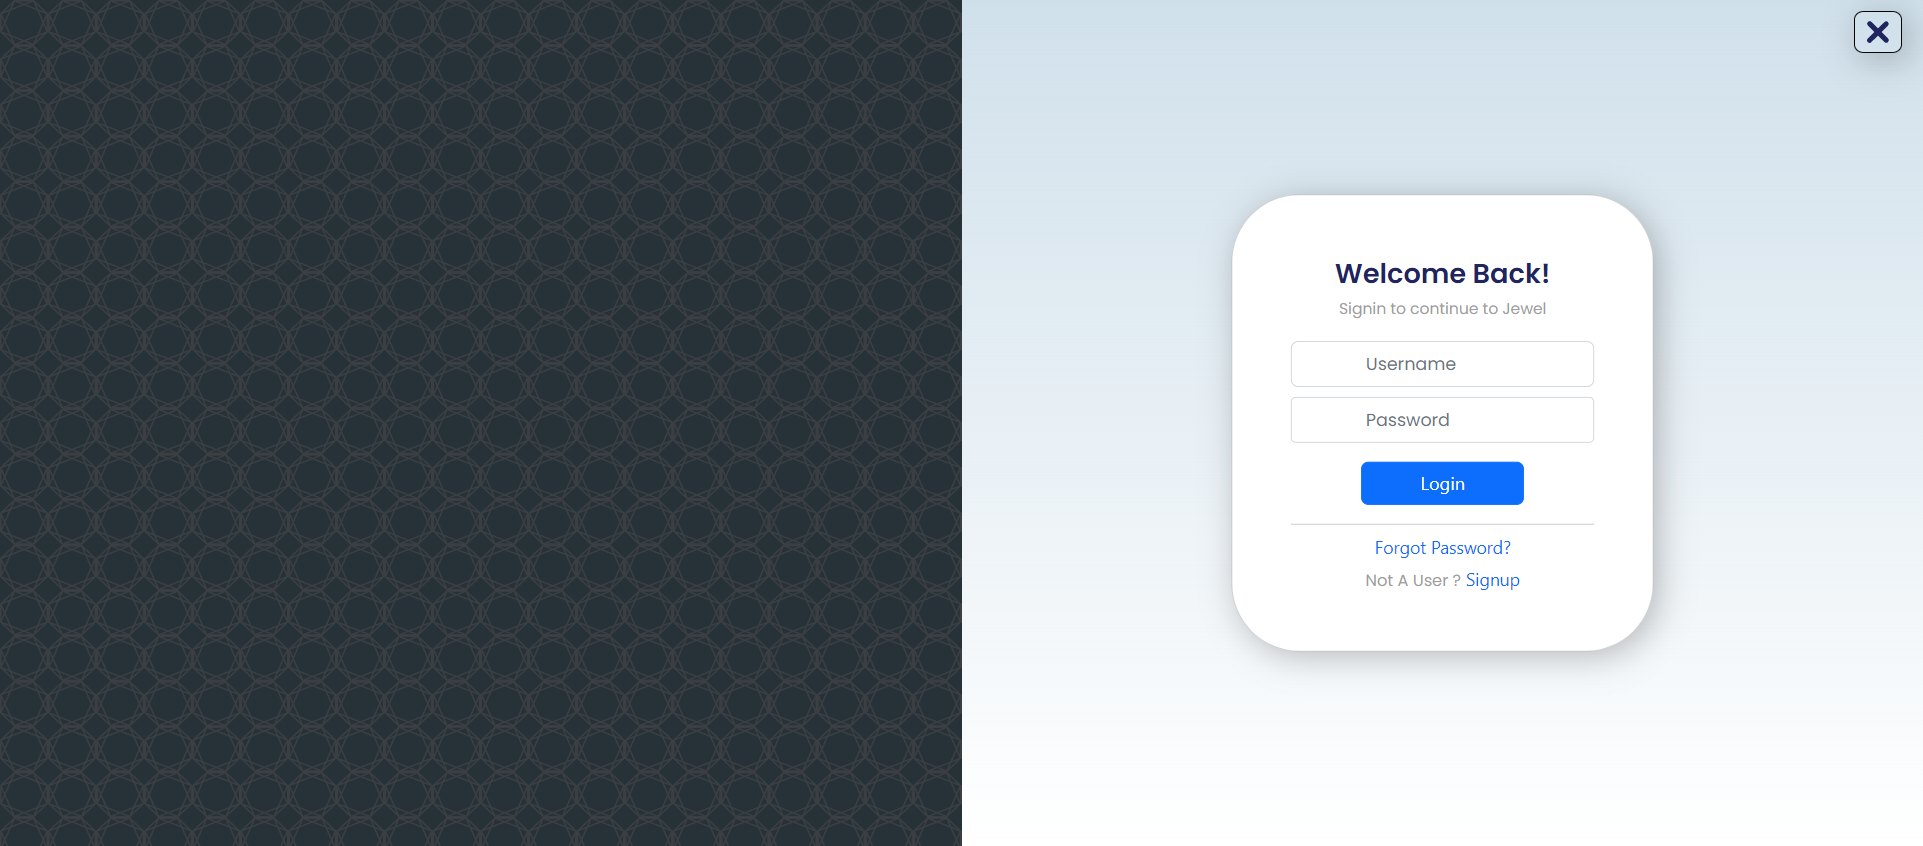 Welcome Back!
Signin to continue to Jewel
Username
Password
Login
Forgot Password?
Not A User ? Signup